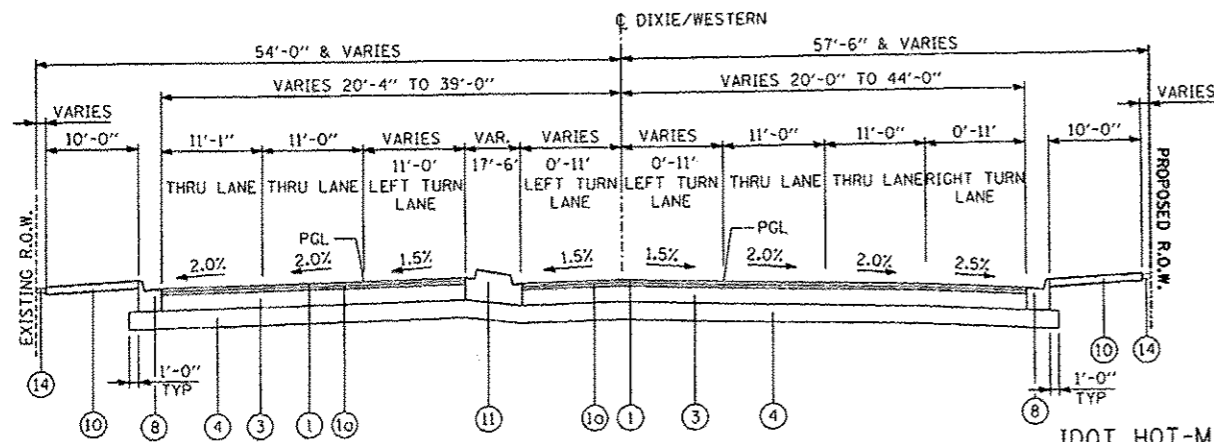 ℄ DIXIE/WESTERN
54'-0" & VARIES
57'-6" & VARIES
VARIES 20'-4" TO 39'-0"
VARIES 20'-0" TO 44'-0"
VARIES
VARIES
10'-0"
11'-1"
11'-0"
VARIES
VAR.
VARIES
VARIES
11'-0"
11'-0"
0'-11'
10'-0"
11'-0'
17'-6'
0'-11'
0'-11'
THRU LANE
THRU LANE
LEFT TURN LANE
LEFT TURN LANE
LEFT TURN LANE
THRU LANE
THRU LANE
RIGHT TURN LANE
PGL
PGL
2.0%
2.0%
1.5%
1.5%
1.5%
2.0%
2.0%
2.5%
EXISTING R.O.W.
PROPOSED R.O.W.
14
10
1'-0"
TYP
8
4
3
1
1a
11
1a
1
3
4
8
1'-0"
TYP
10
14
IDOT HOT-M